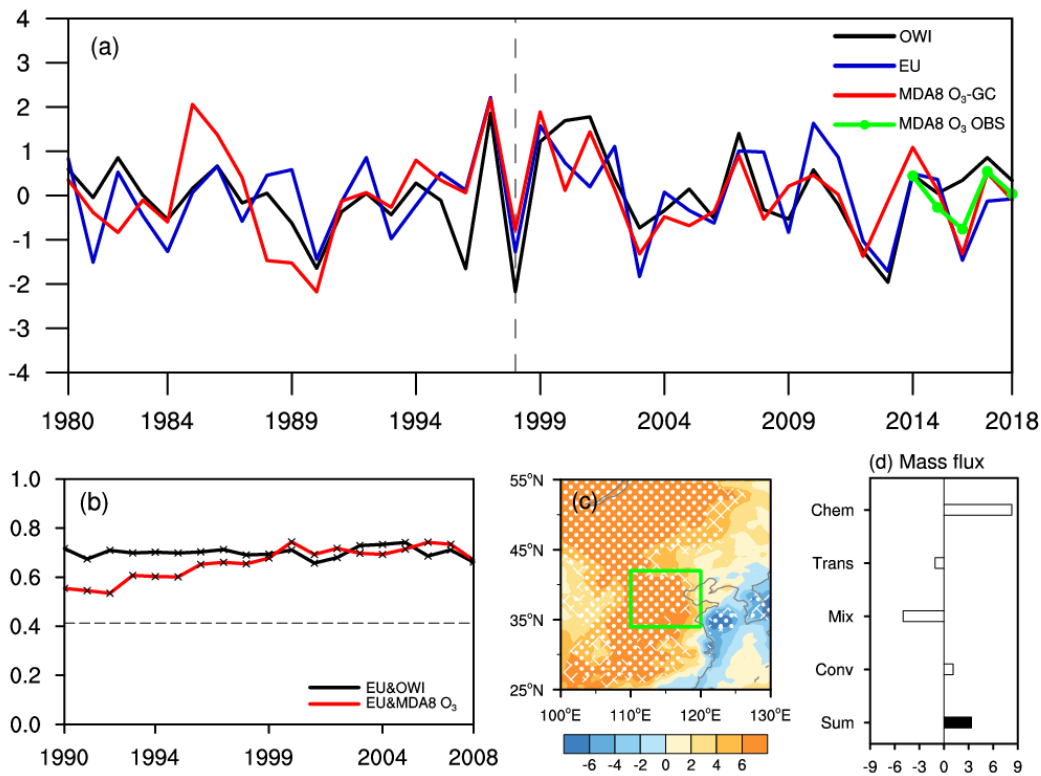 (a)
OWI
EU
MDA8 O₃-GC
MDA8 O₃ OBS
4
3
2
1
0
-1
-2
-3
-4
1980 1984 1989 1994 1999 2004 2009 2014 2018
(b)
1.0
0.8
0.6
0.4
0.2
0.0
EU&OWI
EU&MDA8 O₃
1990 1994 1999 2004 2008
(c)
55°N
45°N
35°N
25°N
100°E 110°E 120°E 130°E
-6 -4 -2 0 2 4 6
(d) Mass flux
Chem
Trans
Mix
Conv
Sum
-9 -6 -3 0 3 6 9